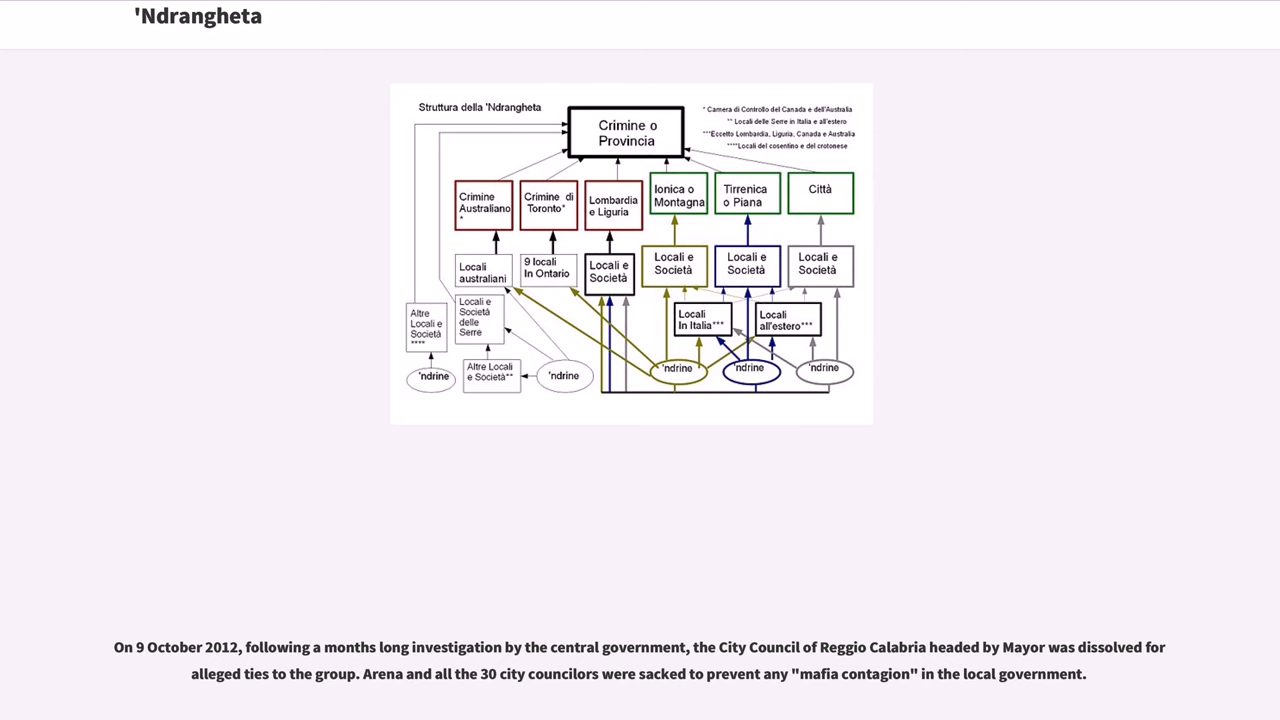 'Ndrangheta
Struttura della 'Ndrangheta
Crimine o
Provincia
* Camera di Controllo del Canada e dell'Australia
** Locali delle Serre in Italia e all'estero
***Eccetto Lombardia, Liguria, Canada e Australia
****Locali del cosentino e del crotonese
Crimine
Australiano
*
Crimine di
Toronto*
Lombardia
e Liguria
Ionica o
Montagna
Tirrenica
o Piana
Città
Locali
australiani
9 locali
In Ontario
Locali e
Società
Locali e
Società
Locali e
Società
Locali e
Società
Altre
Locali e
Società
****
Locali e
Società
delle
Serre
Locali
In Italia***
Locali
all'estero***
'ndrine
Altre Locali
e Società**
'ndrine
'ndrine
'ndrine
'ndrine
On 9 October 2012, following a months long investigation by the central government, the City Council of Reggio Calabria headed by Mayor was dissolved for
alleged ties to the group. Arena and all the 30 city councilors were sacked to prevent any "mafia contagion" in the local government.